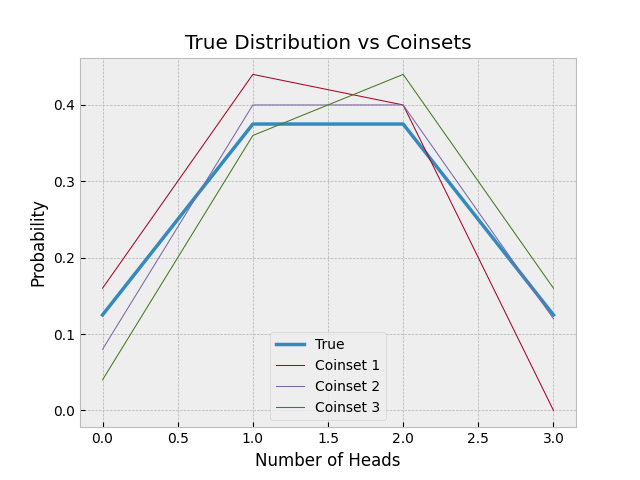 True Distribution vs Coinsets
Probability
0.4
0.3
0.2
0.1
0.0
True
Coinset 1
Coinset 2
Coinset 3
0.0 0.5 1.0 1.5 2.0 2.5 3.0
Number of Heads